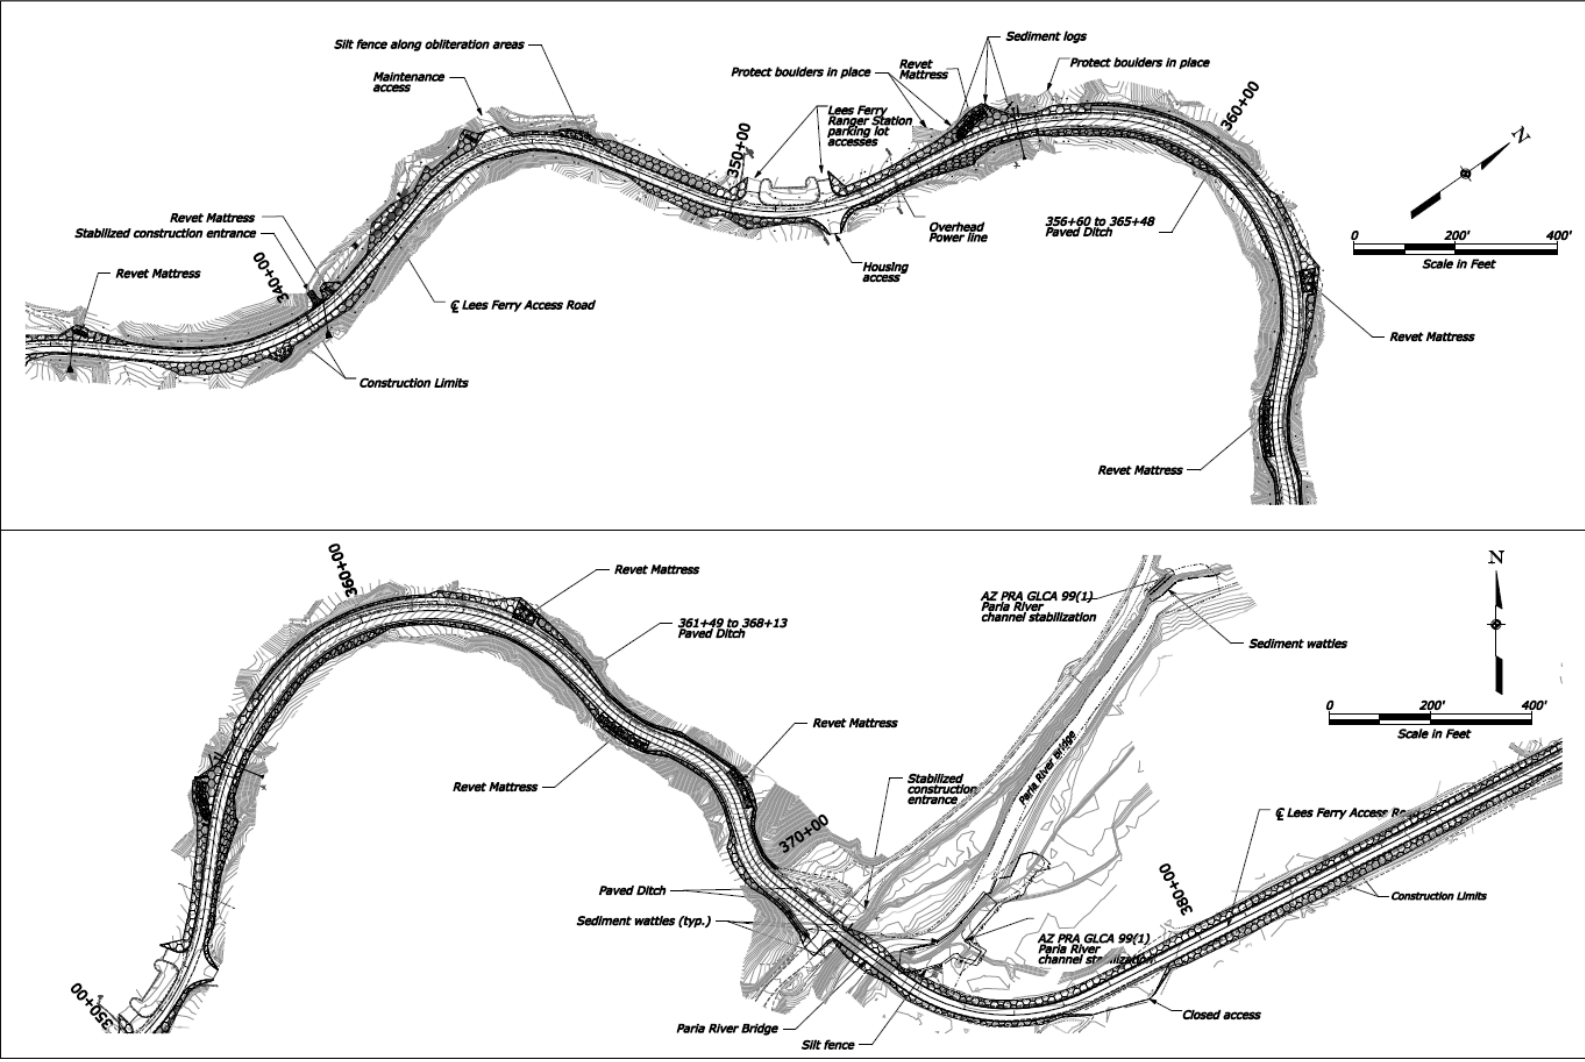 Silt fence along obliteration areas
Maintenance
access
Sediment logs
Protect boulders in place
Revet
Mattress
Protect boulders in place
Lees Ferry
Ranger Station
parking lot
accesses
350+00
360+00
N
Revet Mattress
Stabilized construction entrance
Revet Mattress
340+00
℄ Lees Ferry Access Road
Construction Limits
Overhead
Power line
Housing
access
356+60 to 365+48
Paved Ditch
0 200' 400'
Scale in Feet
Revet Mattress
Revet Mattress
360+00
Revet Mattress
361+49 to 368+13
Paved Ditch
AZ PRA GLCA 99(1)
Paria River
channel stabilization
Sediment wattles
N
0 200' 400'
Scale in Feet
Revet Mattress
Revet Mattress
Stabilized
construction
entrance
Paria River Bridge
370+00
℄ Lees Ferry Access
Paved Ditch
Sediment wattles (typ.)
380+00
Construction Limits
AZ PRA GLCA 99(1)
Paria River
channel stabilization
350+00
Closed access
Paria River Bridge
Silt fence